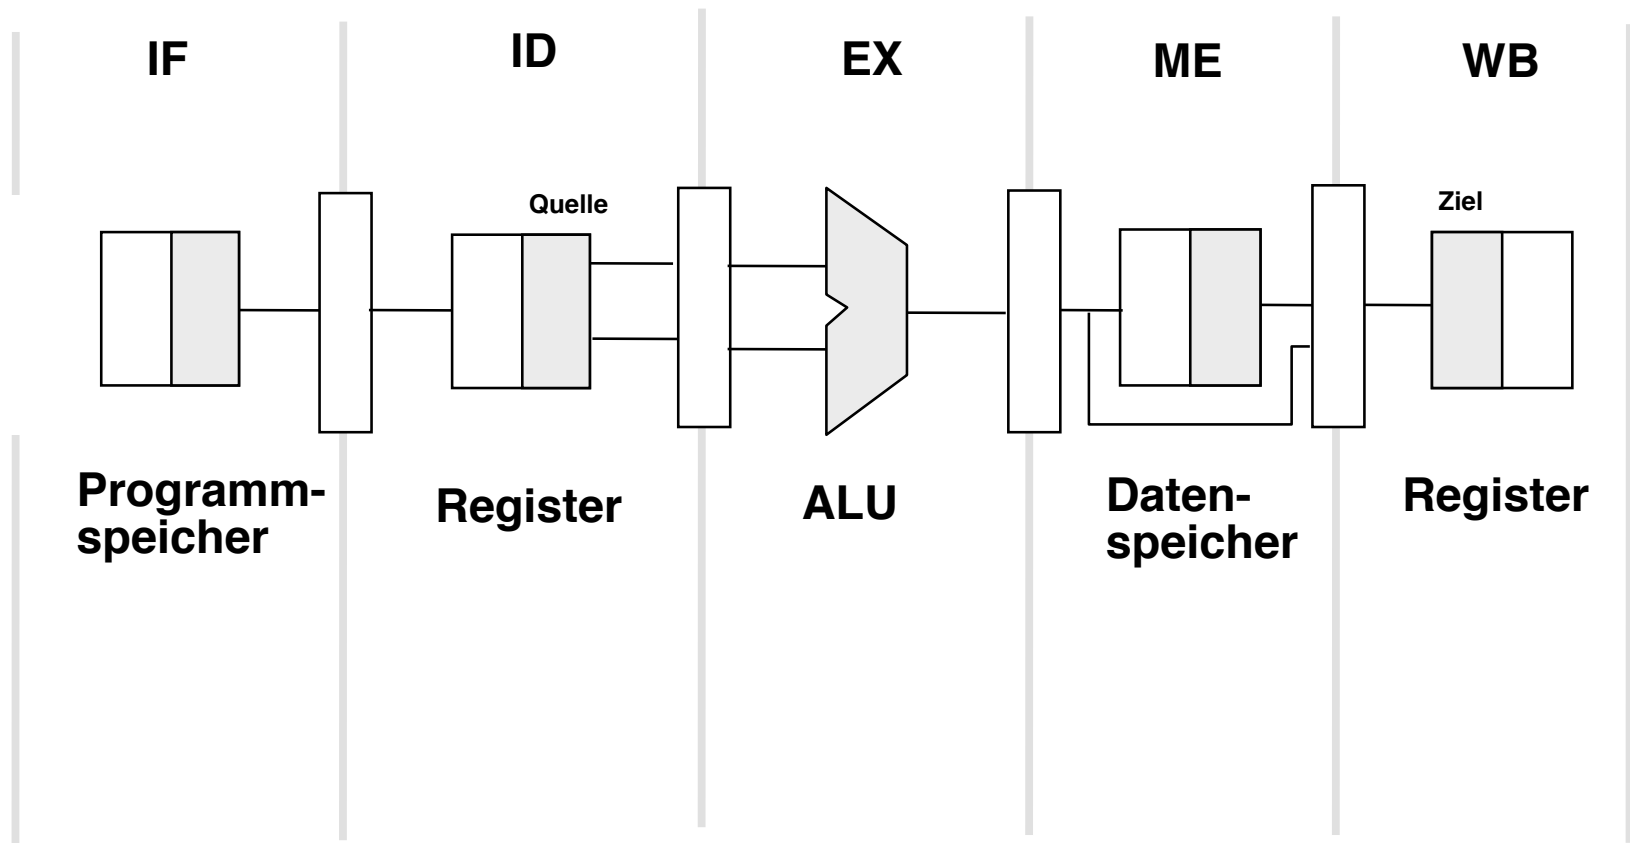 IF
ID
EX
ME
WB
Quelle
Ziel
Programm-
speicher
Register
ALU
Daten-
speicher
Register